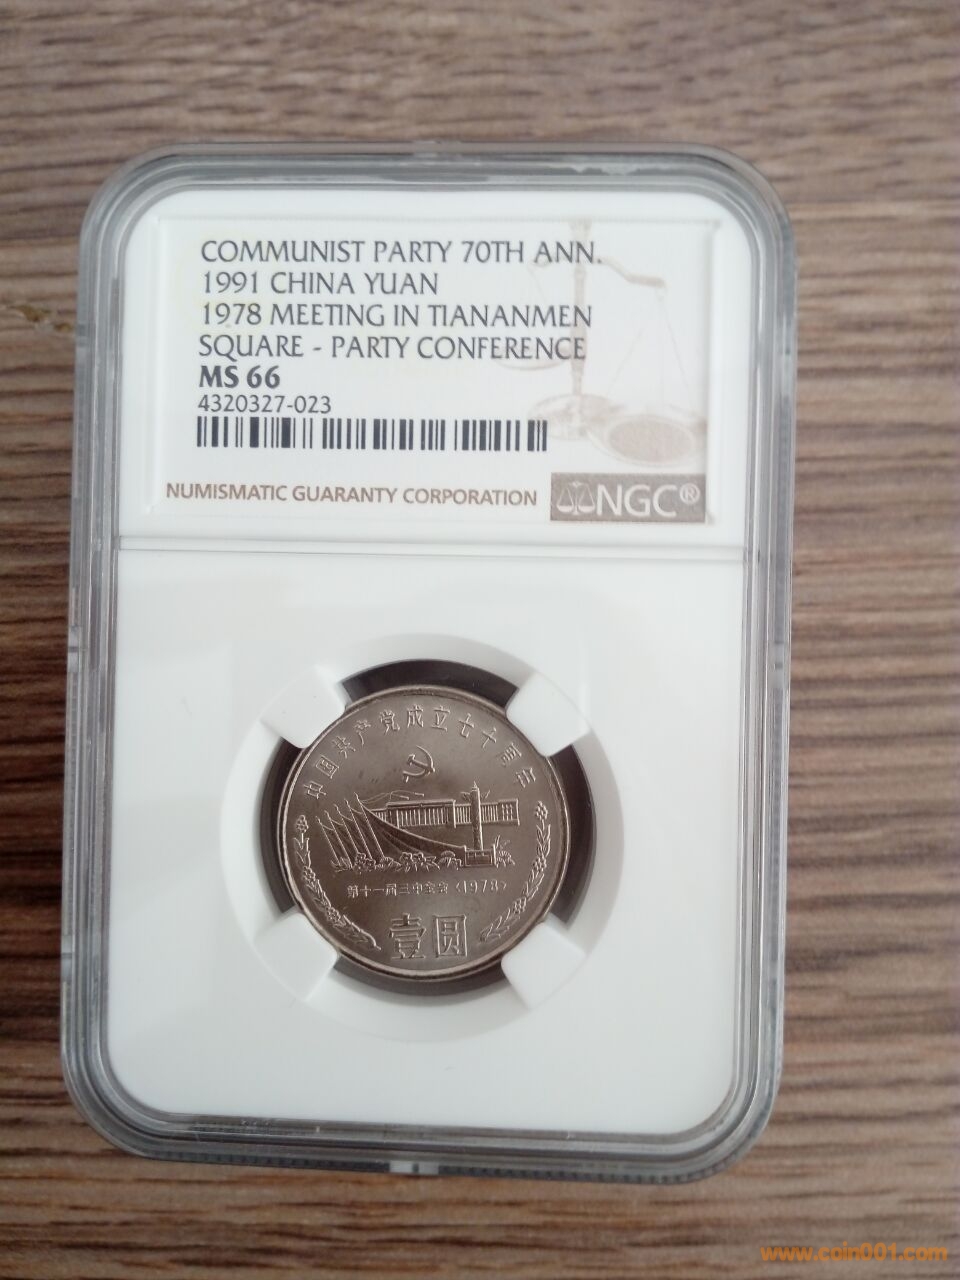 COMMUNIST PARTY 70TH ANN.
1991 CHINA YUAN
1978 MEETING IN TIANANMEN
SQUARE - PARTY CONFERENCE
MS 66
4320327-023
NUMISMATIC GUARANTY CORPORATION
NGC®
中国共产党成立七十周年
第十一届三中全会〈1978〉
壹圆
www.coin001.com